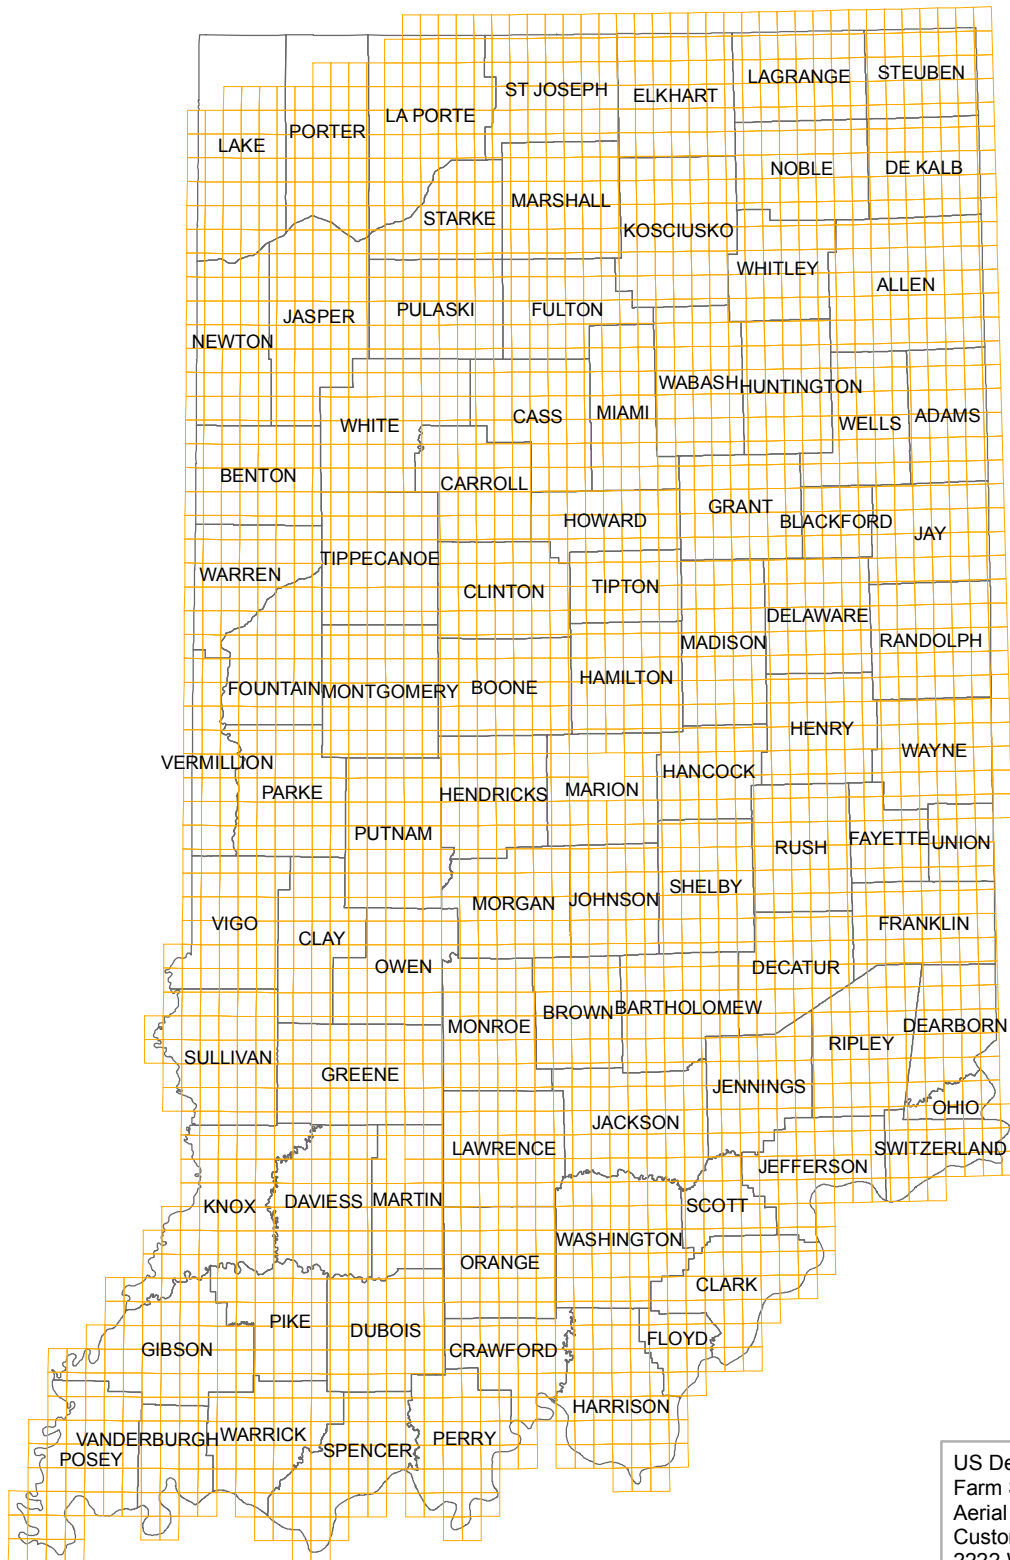 LAGRANGE
STEUBEN
ST JOSEPH
ELKHART
LA PORTE
PORTER
LAKE
NOBLE
DE KALB
MARSHALL
STARKE
KOSCIUSKO
WHITLEY
ALLEN
PULASKI
FULTON
JASPER
NEWTON
WABASH
HUNTINGTON
CASS
MIAMI
WHITE
WELLS
ADAMS
BENTON
CARROLL
GRANT
HOWARD
BLACKFORD
JAY
TIPPECANOE
WARREN
CLINTON
TIPTON
DELAWARE
MADISON
RANDOLPH
FOUNTAIN
MONTGOMERY
BOONE
HAMILTON
HENRY
WAYNE
VERMILLION
PARKE
HENDRICKS
MARION
HANCOCK
PUTNAM
RUSH
FAYETTE
UNION
SHELBY
MORGAN
JOHNSON
VIGO
CLAY
FRANKLIN
OWEN
DECATUR
BROWN
BARTHOLOMEW
MONROE
DEARBORN
RIPLEY
SULLIVAN
GREENE
JENNINGS
OHIO
JACKSON
LAWRENCE
SWITZERLAND
JEFFERSON
KNOX
DAVIESS
MARTIN
SCOTT
WASHINGTON
ORANGE
CLARK
PIKE
DUBOIS
FLOYD
GIBSON
CRAWFORD
HARRISON
VANDERBURGH
WARRICK
PERRY
SPENCER
POSEY
US De
Farm
Aerial
Custo
2222